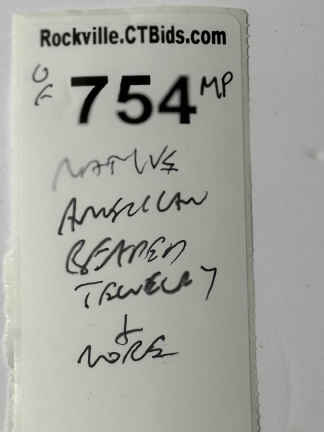 Rockville.CTBids.com
754 MP
NATIVE
AMERICAN
BEADED
JEWELRY
+
MORE